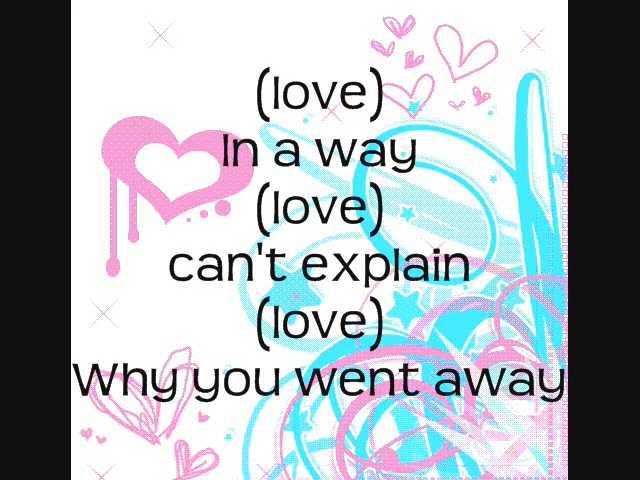 (love)
In a way
(love)
can't explain
(love)
Why you went away